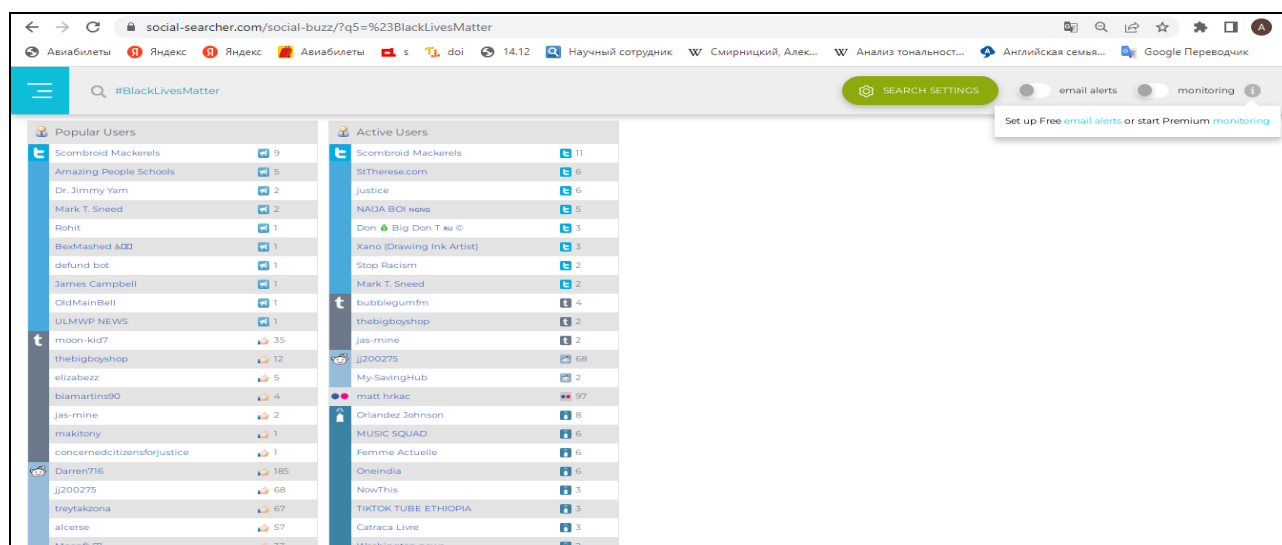 social-searcher.com/social-buzz/?q5=%23BlackLivesMatter
A
Авиабилеты Яндекс Яндекс Авиабилеты s doi 14.12 Научный сотрудник Смирницкий, Алек... Анализ тональност... Английская семья... Google Переводчик
#BlackLivesMatter
SEARCH SETTINGS
email alerts
monitoring
Set up Free email alerts or start Premium monitoring
Popular Users
Scombroid Mackerels 9
Amazing People Schools 5
Dr. Jimmy Yam 2
Mark T. Sneed 2
Rohit 1
BexMashed 1
defund bot 1
James Campbell 1
OldMainBell 1
ULMWP NEWS 1
moon-kid7 35
thebigboyshop 12
elizabezz 5
biamartins90 4
jas-mine 2
makitony 1
concernedcitizensforjustice 1
Darren716 185
jj200275 68
treytakzona 67
alcerse 57
Active Users
Scombroid Mackerels 11
StTherese.com 6
justice 6
NAIJA BOI 5
Don Big Don T RU © 3
Xano (Drawing Ink Artist) 3
Stop Racism 2
Mark T. Sneed 2
bubblegumfm 4
thebigboyshop 2
jas-mine 2
jj200275 68
My-SavingHub 2
matt hrkac 97
Orlandez Johnson 8
MUSIC SQUAD 6
Femme Actuelle 6
Oneindia 6
NowThis 3
TIKTOK TUBE ETHIOPIA 3
Catraca Livre 3